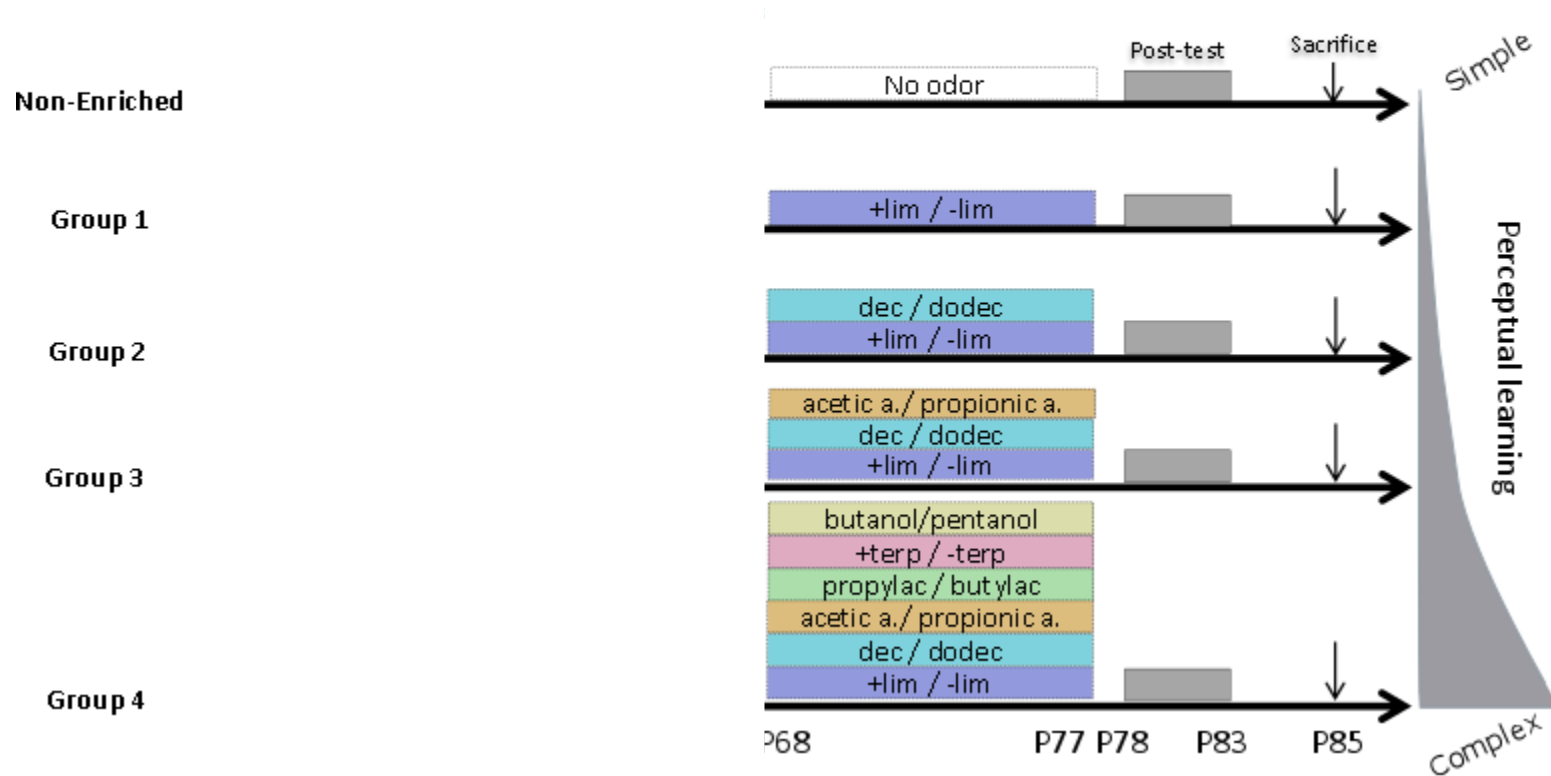 Post-test
Sacrifice
Simple
Non-Enriched
No odor
Group 1
+lim / -lim
Perceptual learning
Group 2
dec / dodec
+lim / -lim
Group 3
acetic a./ propionic a.
dec / dodec
+lim / -lim
Group 4
butanol/pentanol
+terp / -terp
propylac / butylac
acetic a./ propionic a.
dec / dodec
+lim / -lim
P68
P77
P78
P83
P85
Complex